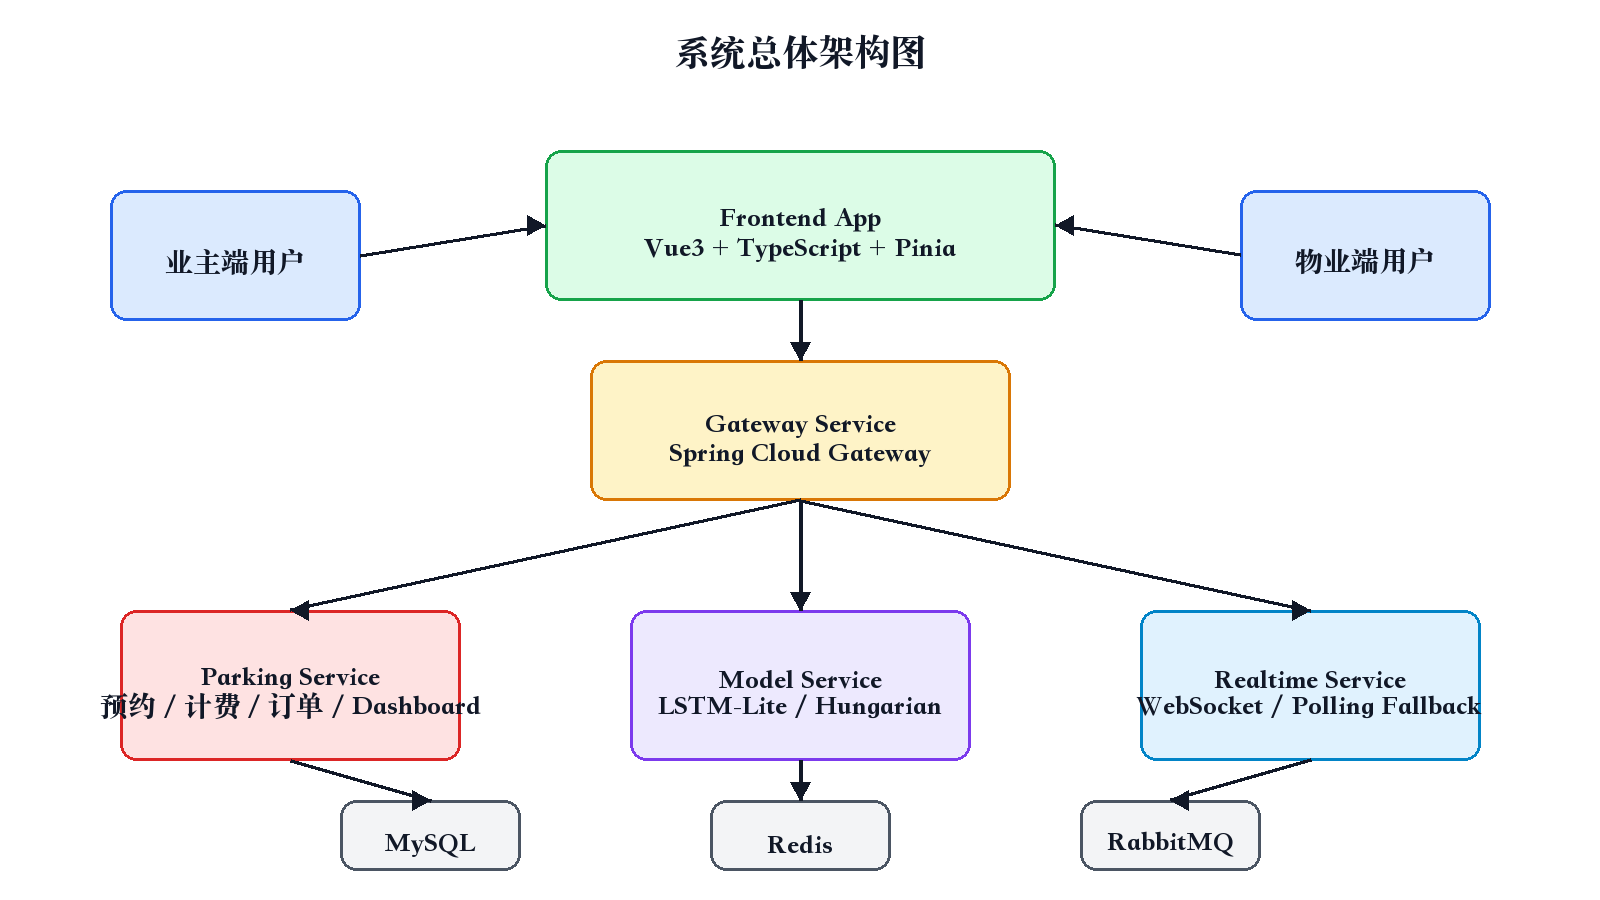 系统总体架构图
业主端用户
Frontend App
Vue3 + TypeScript + Pinia
物业端用户
Gateway Service
Spring Cloud Gateway
Parking Service
预约 / 计费 / 订单 / Dashboard
Model Service
LSTM-Lite / Hungarian
Realtime Service
WebSocket / Polling Fallback
MySQL
Redis
RabbitMQ